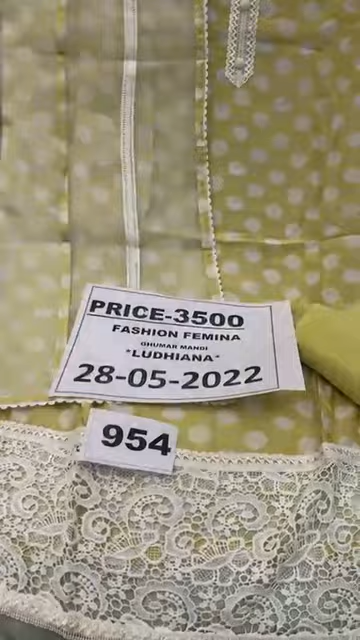 PRICE-3500
FASHION FEMINA
GHUMAR MANDI
"LUDHIANA"
28-05-2022
954